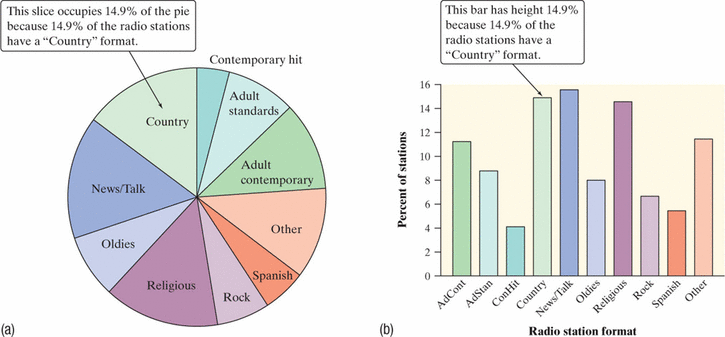 This slice occupies 14.9% of the pie
because 14.9% of the radio stations
have a “Country” format.
Contemporary hit
Adult
standards
Country
Adult
contemporary
News/Talk
Other
Oldies
Spanish
Religious
Rock
(a)
This bar has height 14.9%
because 14.9% of the
radio stations have a
“Country” format.
16
14
12
10
8
6
4
2
0
Percent of stations
AdCont
AdStan
ConHit
Country
News/Talk
Oldies
Religious
Rock
Spanish
Other
(b)
Radio station format